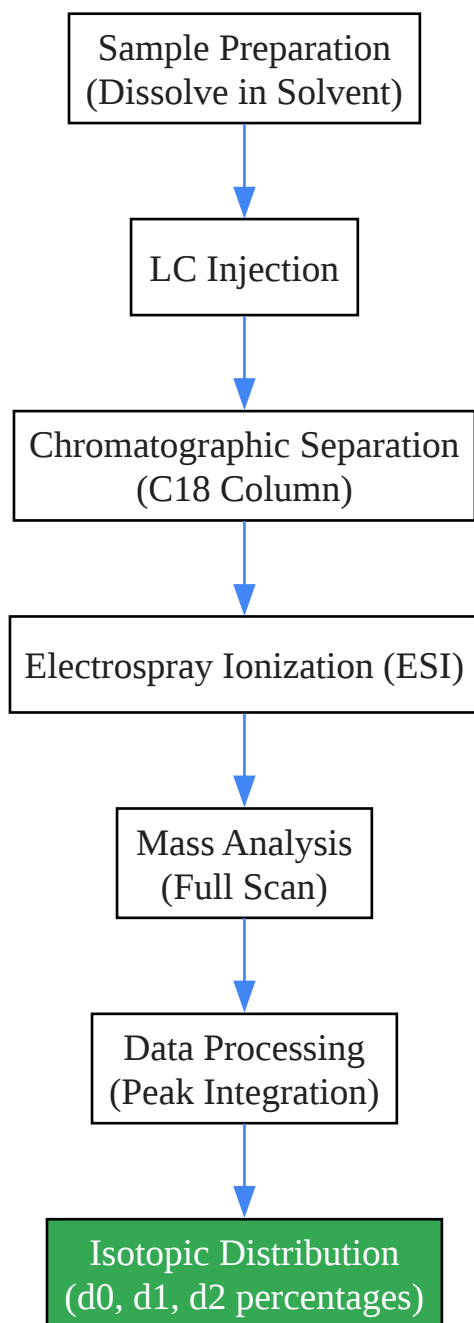 Sample Preparation
(Dissolve in Solvent)
LC Injection
Chromatographic Separation
(C18 Column)
Electrospray Ionization (ESI)
Mass Analysis
(Full Scan)
Data Processing
(Peak Integration)
Isotopic Distribution
(d0, d1, d2 percentages)